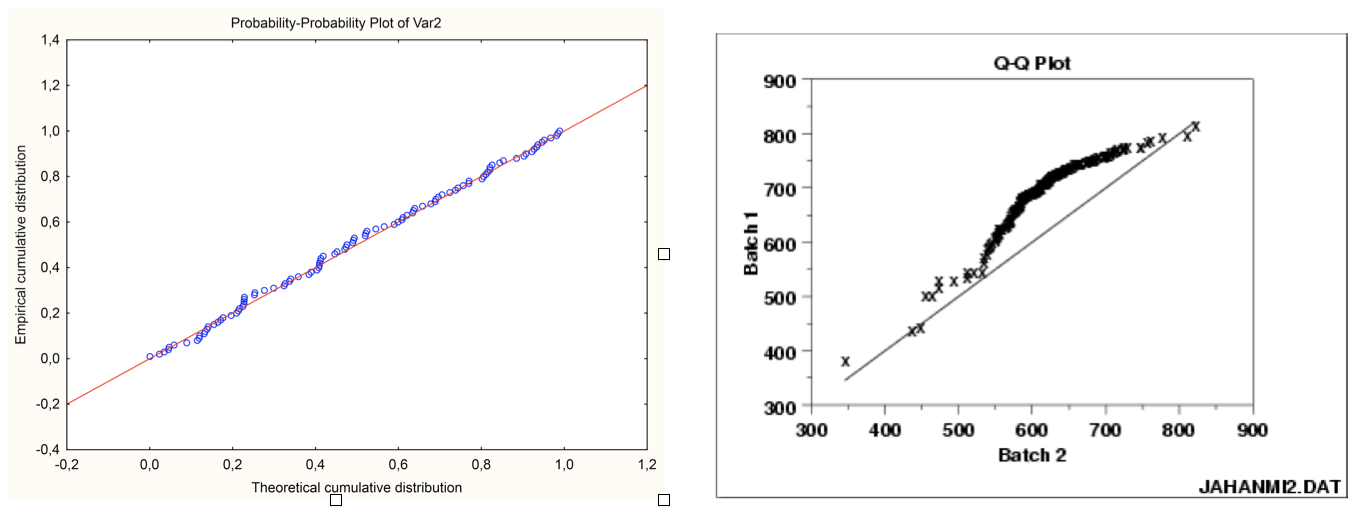 Probability-Probability Plot of Var2
1,4
1,2
1,0
0,8
0,6
0,4
0,2
0,0
-0,2
-0,4
Empirical cumulative distribution
-0,2 0,0 0,2 0,4 0,6 0,8 1,0 1,2
Theoretical cumulative distribution
Q-Q Plot
900
800
700
600
500
400
300
Batch 1
300 400 500 600 700 800 900
Batch 2
JAHANMI2.DAT